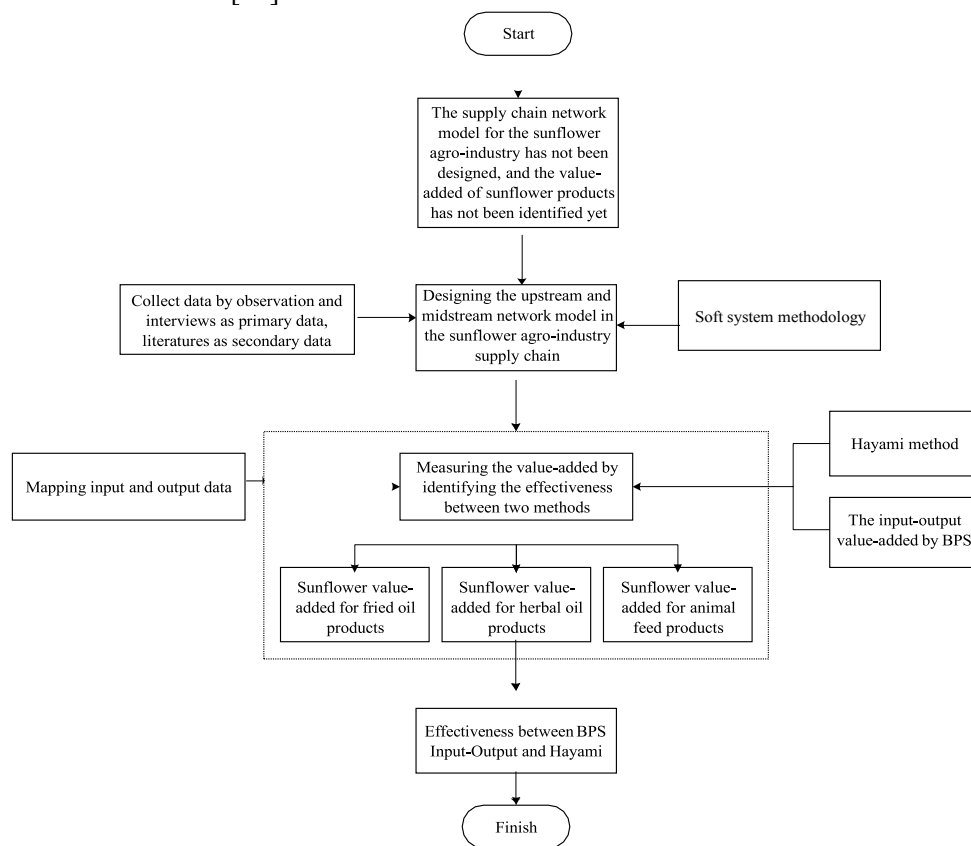 Start
The supply chain network
model for the sunflower
agro-industry has not been
designed, and the value-
added of sunflower products
has not been identified yet
Collect data by observation and
interviews as primary data,
literatures as secondary data
Designing the upstream and
midstream network model in
the sunflower agro-industry
supply chain
Soft system methodology
Mapping input and output data
Measuring the value-added by
identifying the effectiveness
between two methods
Hayami method
The input-output
value-added by BPS
Sunflower value-
added for fried oil
products
Sunflower value-
added for herbal oil
products
Sunflower value-
added for animal
feed products
Effectiveness between BPS
Input-Output and Hayami
Finish